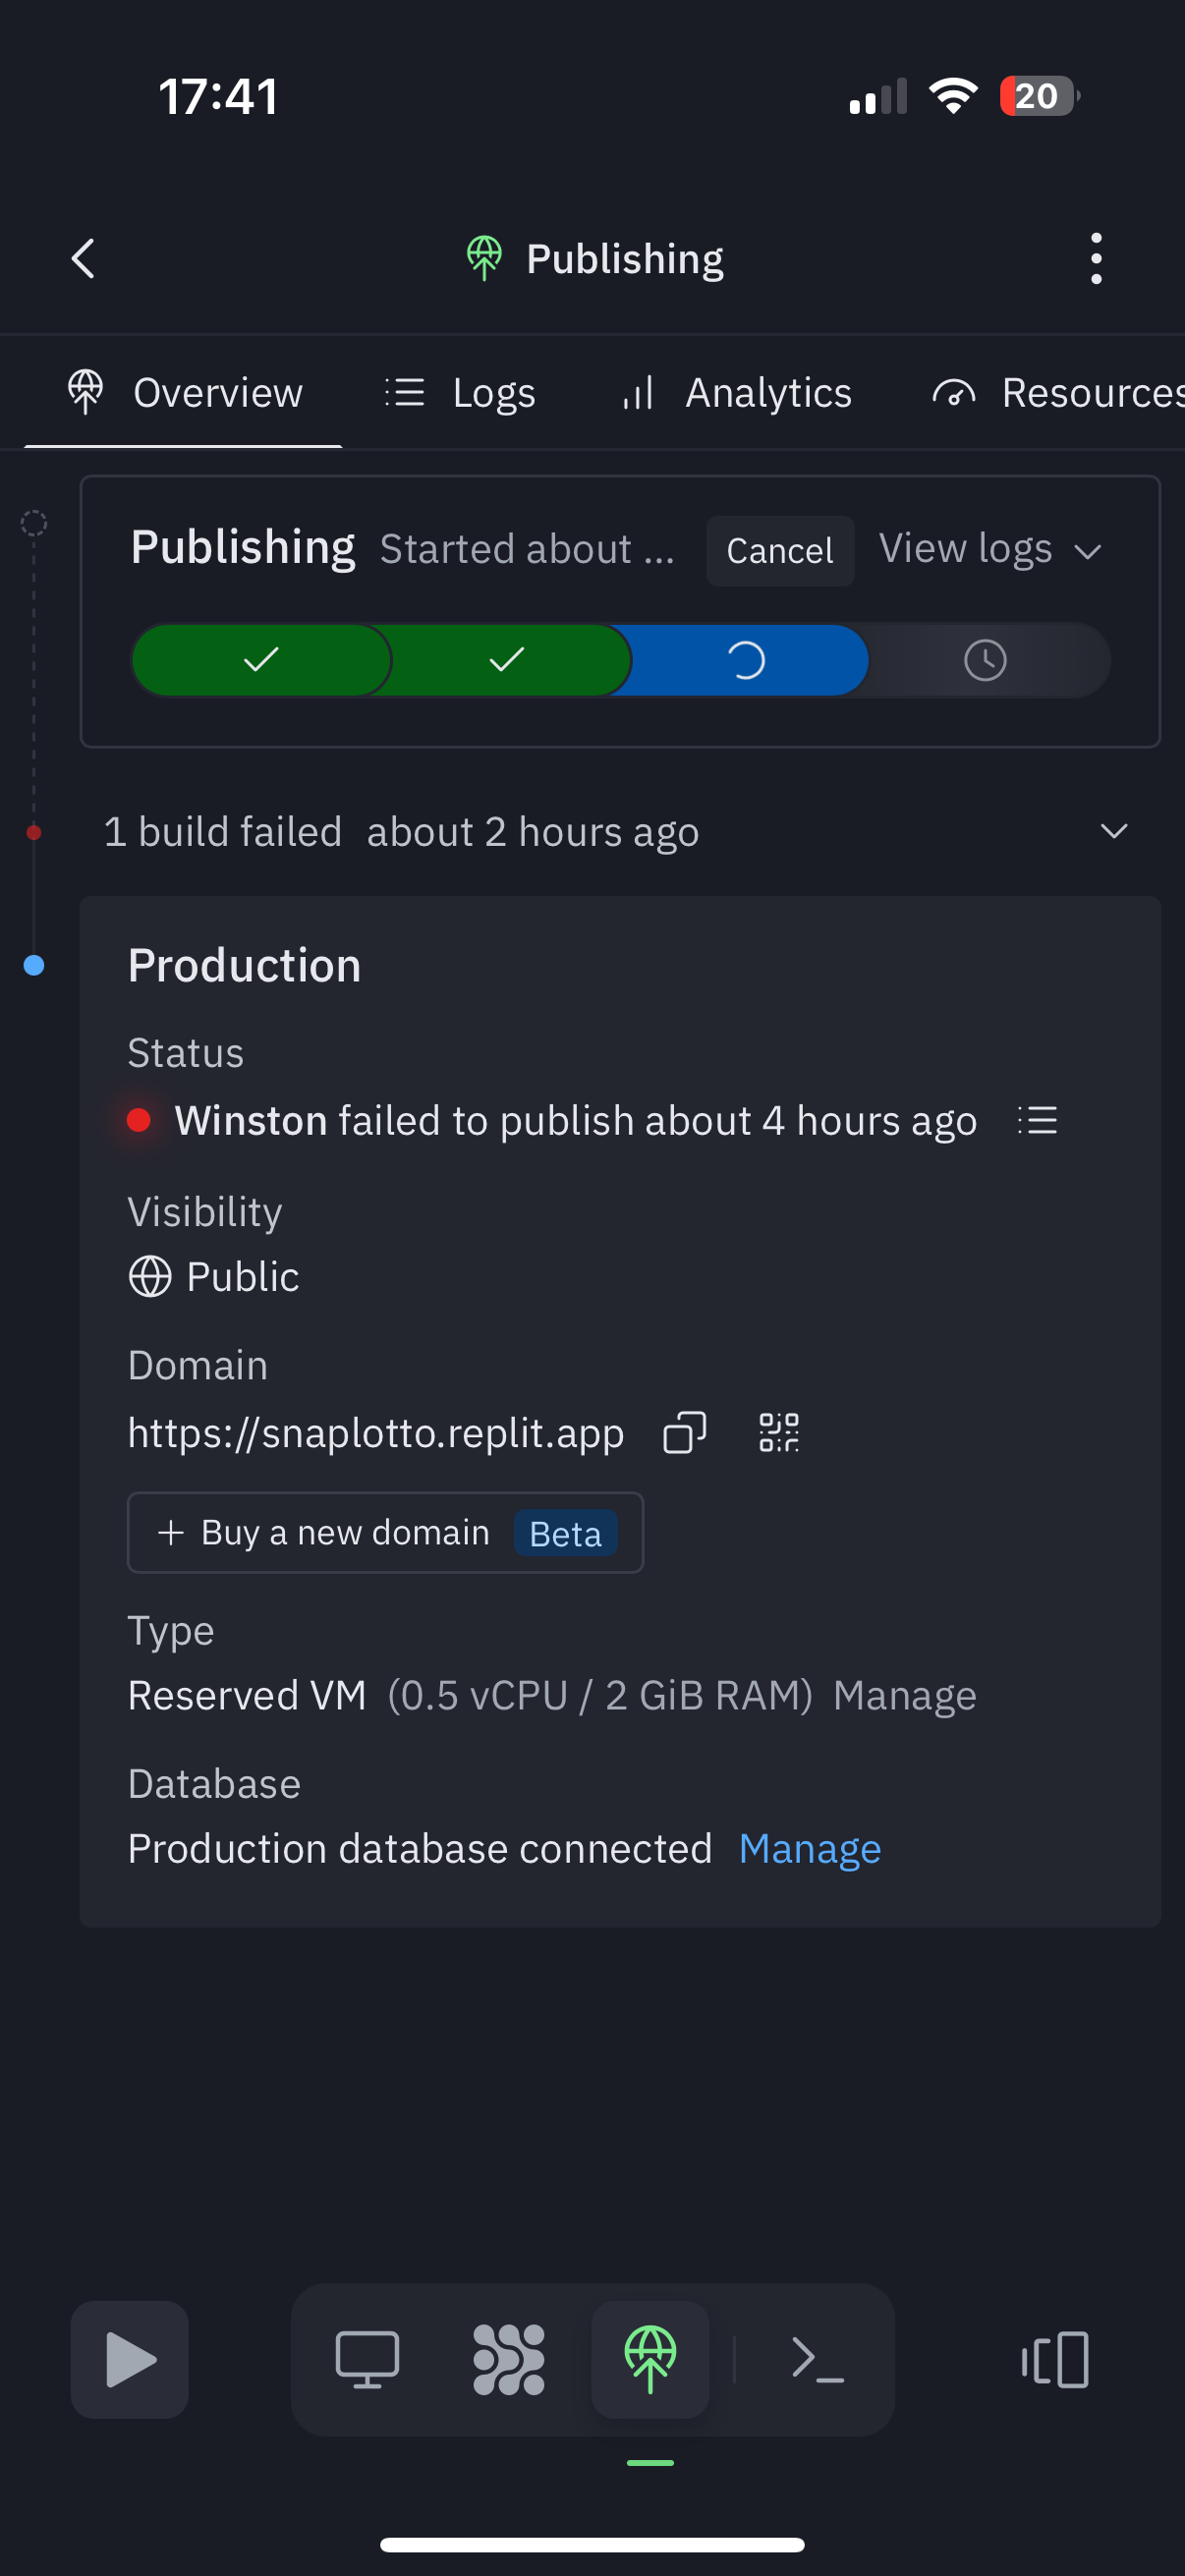 17:41
20
Publishing
Overview Logs Analytics Resources
Publishing Started about ... Cancel View logs
1 build failed about 2 hours ago
Production
Status
Winston failed to publish about 4 hours ago
Visibility
Public
Domain
https://snaplotto.replit.app
+ Buy a new domain Beta
Type
Reserved VM (0.5 vCPU / 2 GiB RAM) Manage
Database
Production database connected Manage